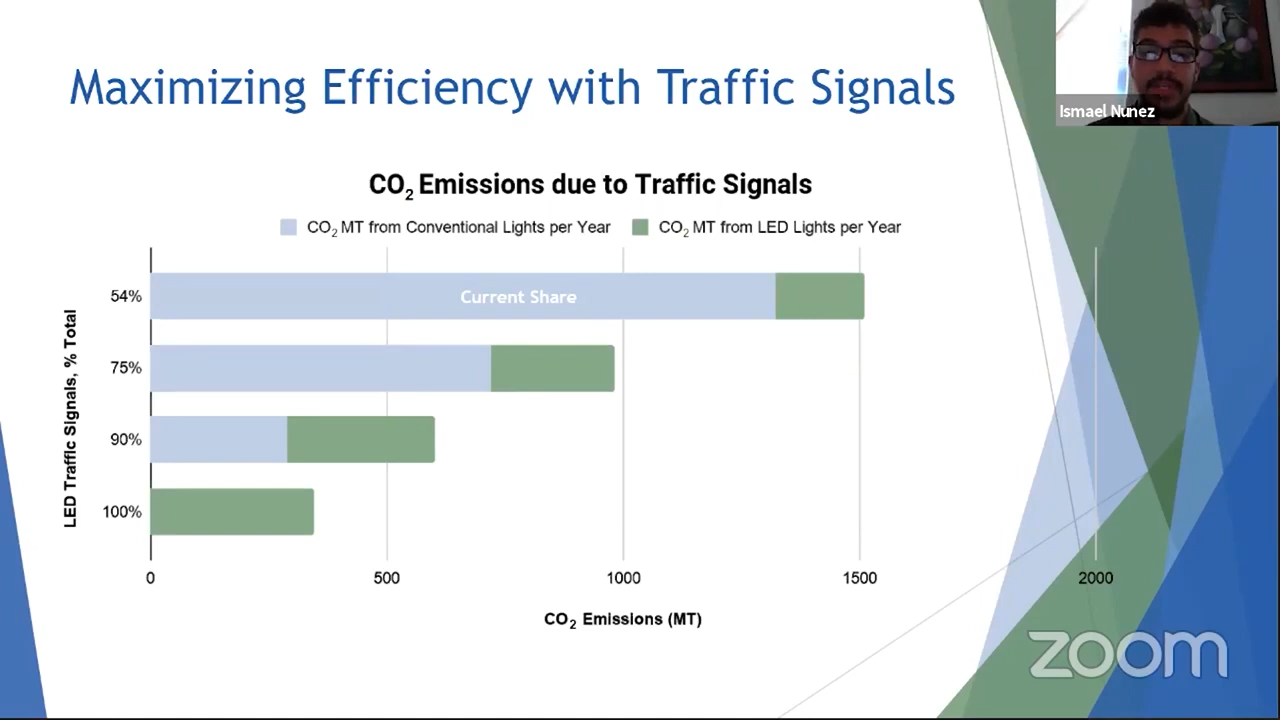 Maximizing Efficiency with Traffic Signals
Ismael Nunez
CO₂ Emissions due to Traffic Signals
CO₂ MT from Conventional Lights per Year
CO₂ MT from LED Lights per Year
LED Traffic Signals, % Total
54%
Current Share
75%
90%
100%
0
500
1000
1500
2000
CO₂ Emissions (MT)
zoom